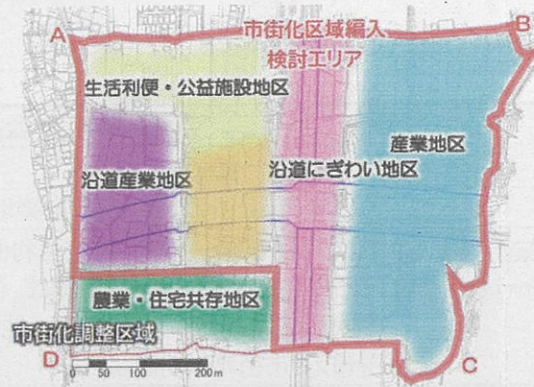 A
B
市街化区域編入
検討エリア
生活利便・公益施設地区
産業地区
沿道産業地区
沿道にぎわい地区
農業・住宅共存地区
市街化調整区域
D
0 50 100 200m
C